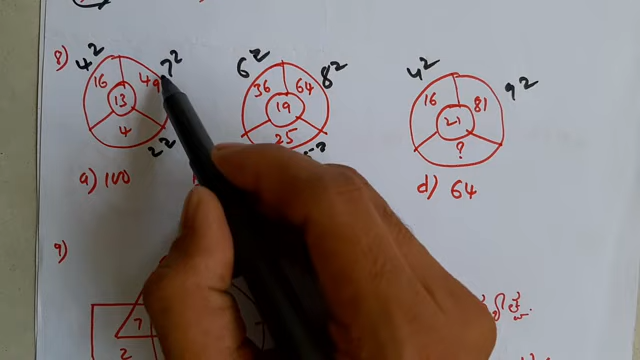 8)
4² 7² 6² 8² 4² 9²
16 49 36 64 16 81
13 19 21
4 25 ?
2²
a) 100 d) 64
9)
7
2